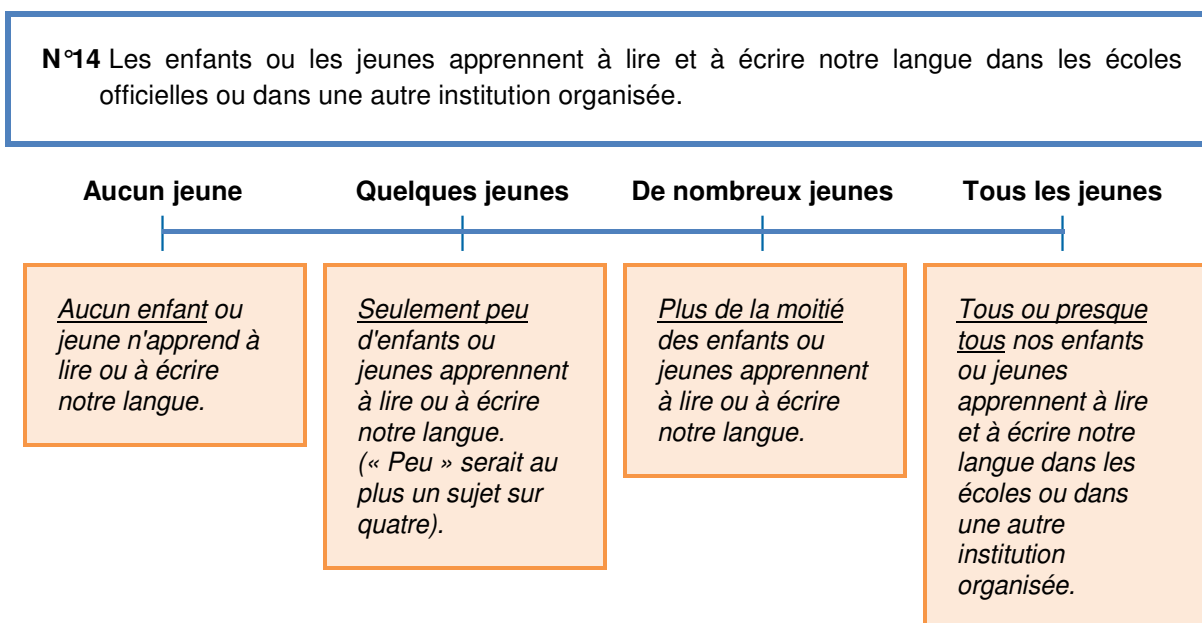 N°14 Les enfants ou les jeunes apprennent à lire et à écrire notre langue dans les écoles
officielles ou dans une autre institution organisée.
Aucun jeune
Quelques jeunes
De nombreux jeunes
Tous les jeunes
Aucun enfant ou
jeune n'apprend à
lire ou à écrire
notre langue.
Seulement peu
d'enfants ou
jeunes apprennent
à lire ou à écrire
notre langue.
(« Peu » serait au
plus un sujet sur
quatre).
Plus de la moitié
des enfants ou
jeunes apprennent
à lire ou à écrire
notre langue.
Tous ou presque
tous nos enfants
ou jeunes
apprennent à lire
et à écrire notre
langue dans les
écoles ou dans
une autre
institution
organisée.